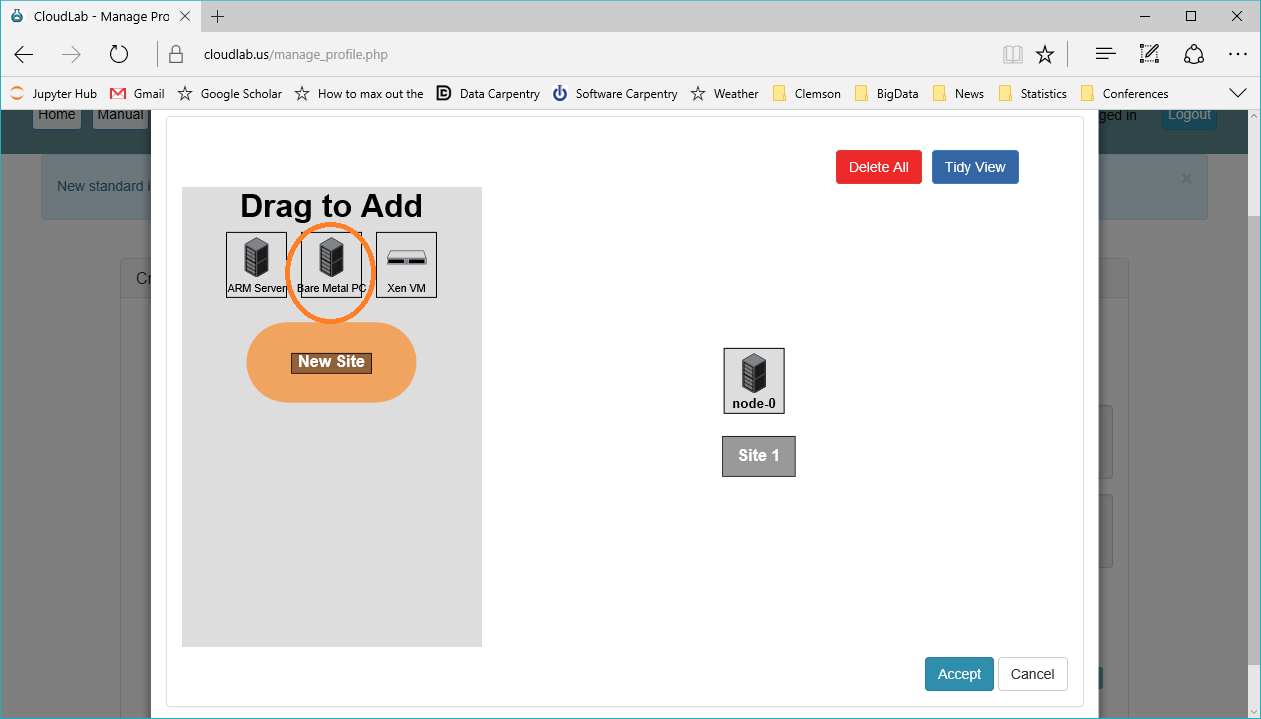 CloudLab - Manage Pro
cloudlab.us/manage_profile.php
Jupyter Hub Gmail Google Scholar How to max out the Data Carpentry Software Carpentry Weather Clemson BigData News Statistics Conferences
Home Manual ged in Logout
New standard i
Delete All Tidy View
Drag to Add
ARM Server Bare Metal PC Xen VM
Cr
New Site
node-0
Site 1
Accept Cancel